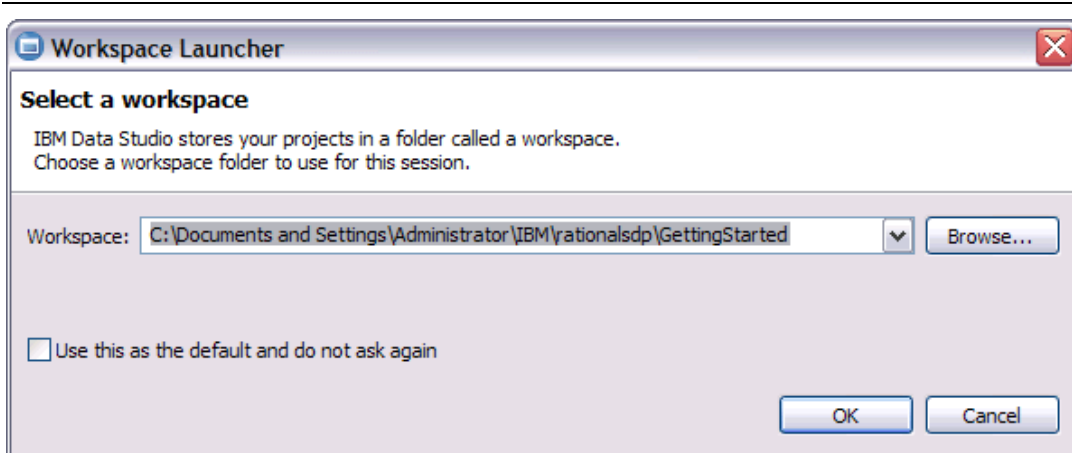 Workspace Launcher
Select a workspace
IBM Data Studio stores your projects in a folder called a workspace.
Choose a workspace folder to use for this session.
Workspace: C:\Documents and Settings\Administrator\IBM\rationalsdp\GettingStarted Browse...
Use this as the default and do not ask again
OK Cancel